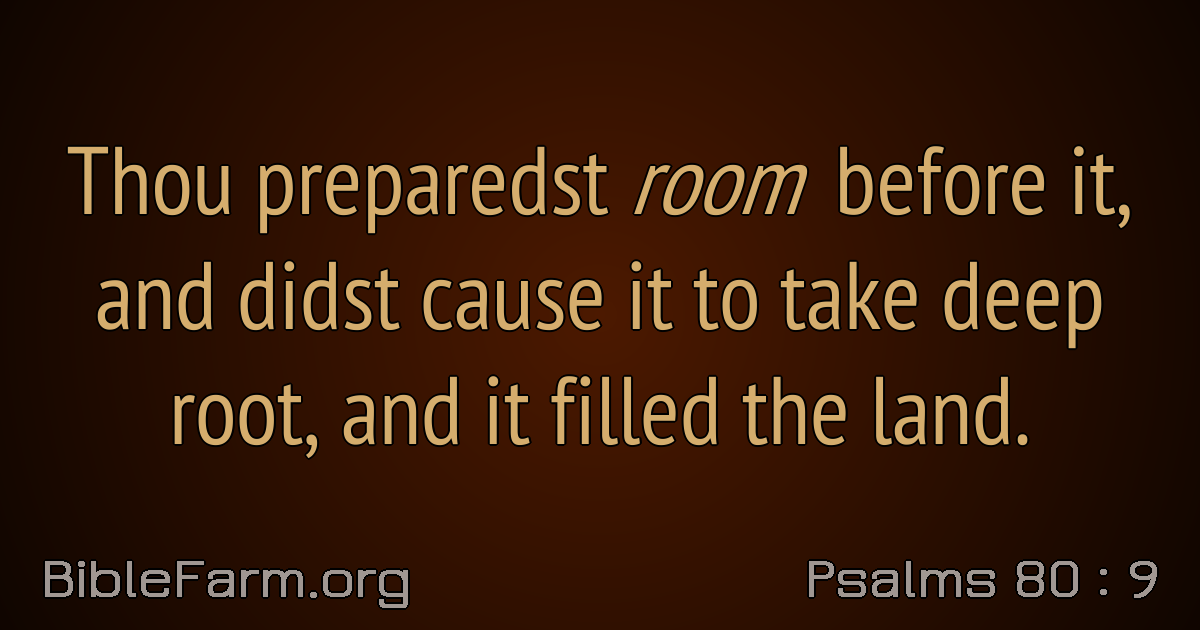 Thou preparedst room before it,
and didst cause it to take deep
root, and it filled the land.
BibleFarm.org
Psalms 80 : 9